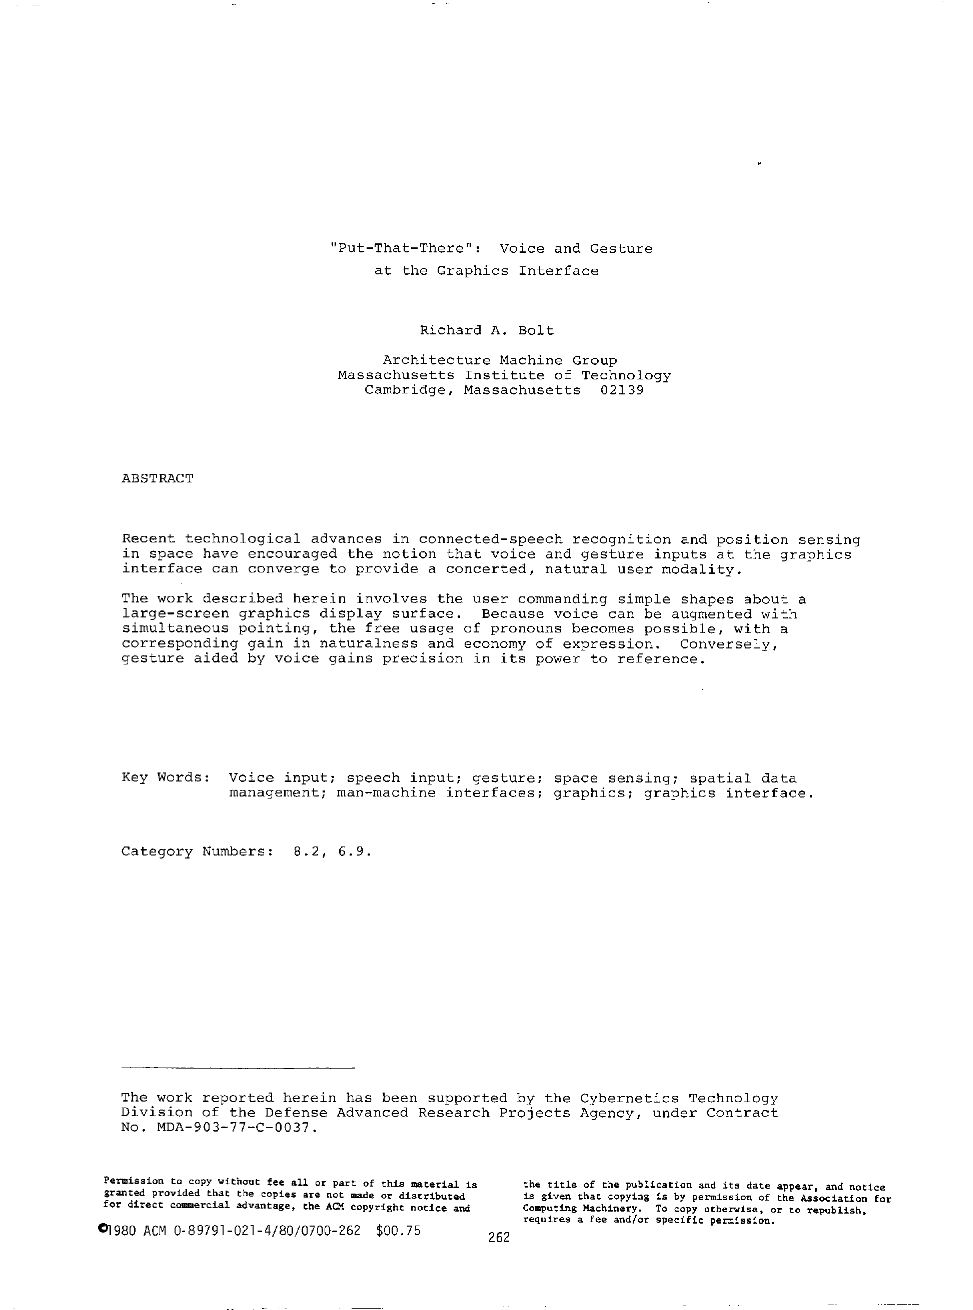 "Put-That-There": Voice and Gesture
at the Graphics Interface
Richard A. Bolt
Architecture Machine Group
Massachusetts Institute of Technology
Cambridge, Massachusetts 02139
ABSTRACT
Recent technological advances in connected-speech recognition and position sensing
in space have encouraged the notion that voice and gesture inputs at the graphics
interface can converge to provide a concerted, natural user modality.
The work described herein involves the user commanding simple shapes about a
large-screen graphics display surface. Because voice can be augmented with
simultaneous pointing, the free usage of pronouns becomes possible, with a
corresponding gain in naturalness and economy of expression. Conversely,
gesture aided by voice gains precision in its power to reference.
Key Words: Voice input; speech input; gesture; space sensing; spatial data
management; man-machine interfaces; graphics; graphics interface.
Category Numbers: 8.2, 6.9.
The work reported herein has been supported by the Cybernetics Technology
Division of the Defense Advanced Research Projects Agency, under Contract
No. MDA-903-77-C-0037.
Permission to copy without fee all or part of this material is
granted provided that the copies are not made or distributed
for direct commercial advantage, the ACM copyright notice and
the title of the publication and its date appear, and notice
is given that copying is by permission of the Association for
Computing Machinery. To copy otherwise, or to republish,
requires a fee and/or specific permission.
©1980 ACM 0-89791-021-4/80/0700-262 $00.75
262